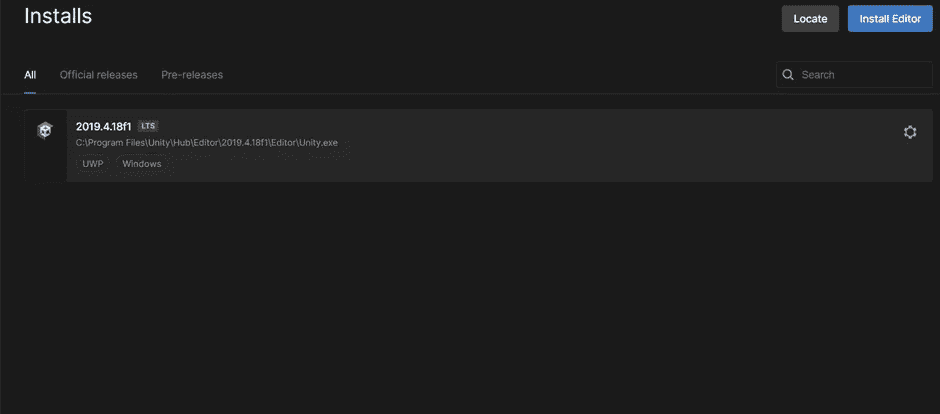 Installs
Locate
Install Editor
All
Official releases
Pre-releases
Search
2019.4.18f1 LTS
C:\Program Files\Unity\Hub\Editor\2019.4.18f1\Editor\Unity.exe
UWP
Windows